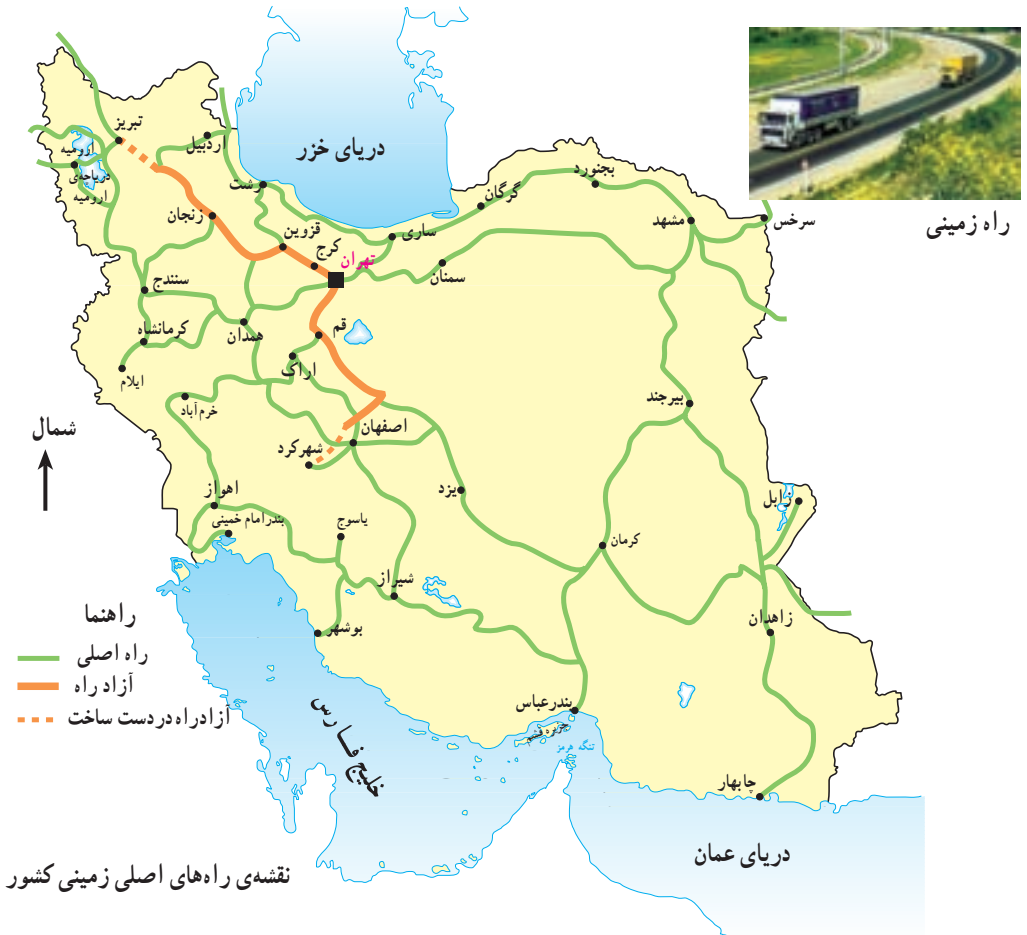 تبریز
ارومیه
دریاچه‌ی
ارومیه
اردبیل
دریای خزر
رشت
زنجان
قزوین
کرج
تهران
ساری
گرگان
بجنورد
مشهد
سرخس
راه زمینی
سمنان
سنندج
کرمانشاه
همدان
قم
ایلام
اراک
خرم‌آباد
بیرجند
شمال
اصفهان
شهرکرد
یزد
زابل
اهواز
بندرامام خمینی
یاسوج
کرمان
شیراز
بوشهر
زاهدان
راهنما
راه اصلی
آزاد راه
آزادراه دردست ساخت
خلیج فارس
بندرعباس
جزیره قشم
تنگه هرمز
چابهار
دریای عمان
نقشه‌ی راه‌های اصلی زمینی کشور